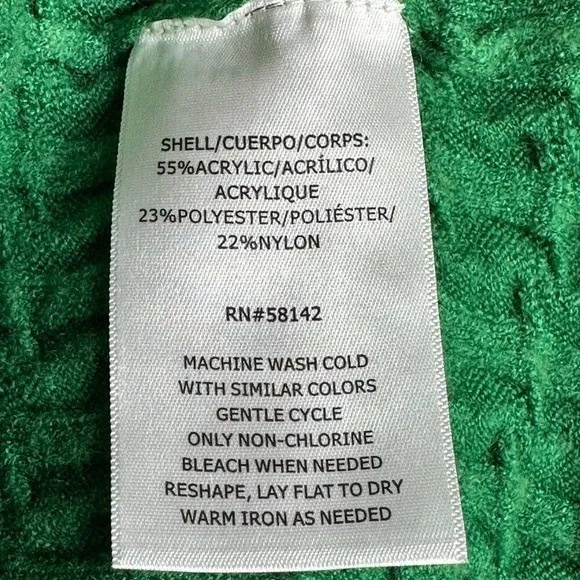 SHELL/CUERPO/CORPS:
55%ACRYLIC/ACRÍLICO/
ACRYLIQUE
23%POLYESTER/POLIÉSTER/
22%NYLON
RN#58142
MACHINE WASH COLD
WITH SIMILAR COLORS
GENTLE CYCLE
ONLY NON-CHLORINE
BLEACH WHEN NEEDED
RESHAPE, LAY FLAT TO DRY
WARM IRON AS NEEDED